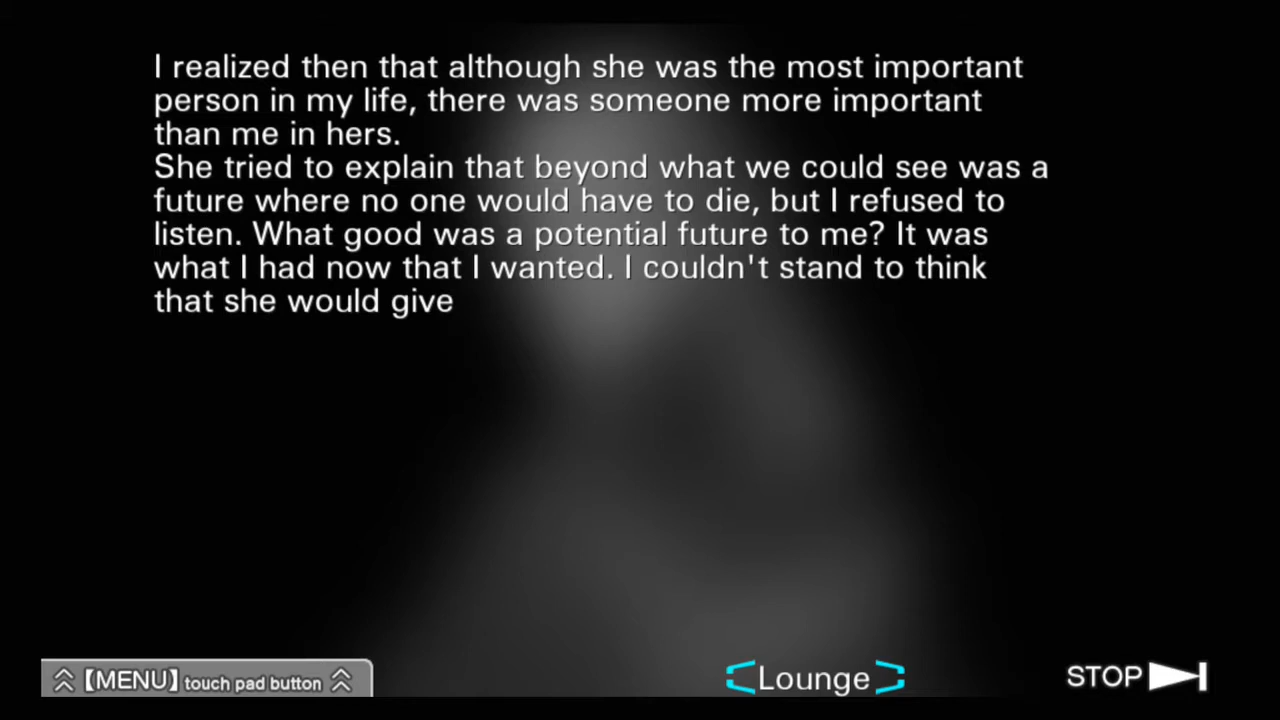 I realized then that although she was the most important
person in my life, there was someone more important
than me in hers.
She tried to explain that beyond what we could see was a
future where no one would have to die, but I refused to
listen. What good was a potential future to me? It was
what I had now that I wanted. I couldn't stand to think
that she would give
【MENU】 touch pad button
Lounge
STOP